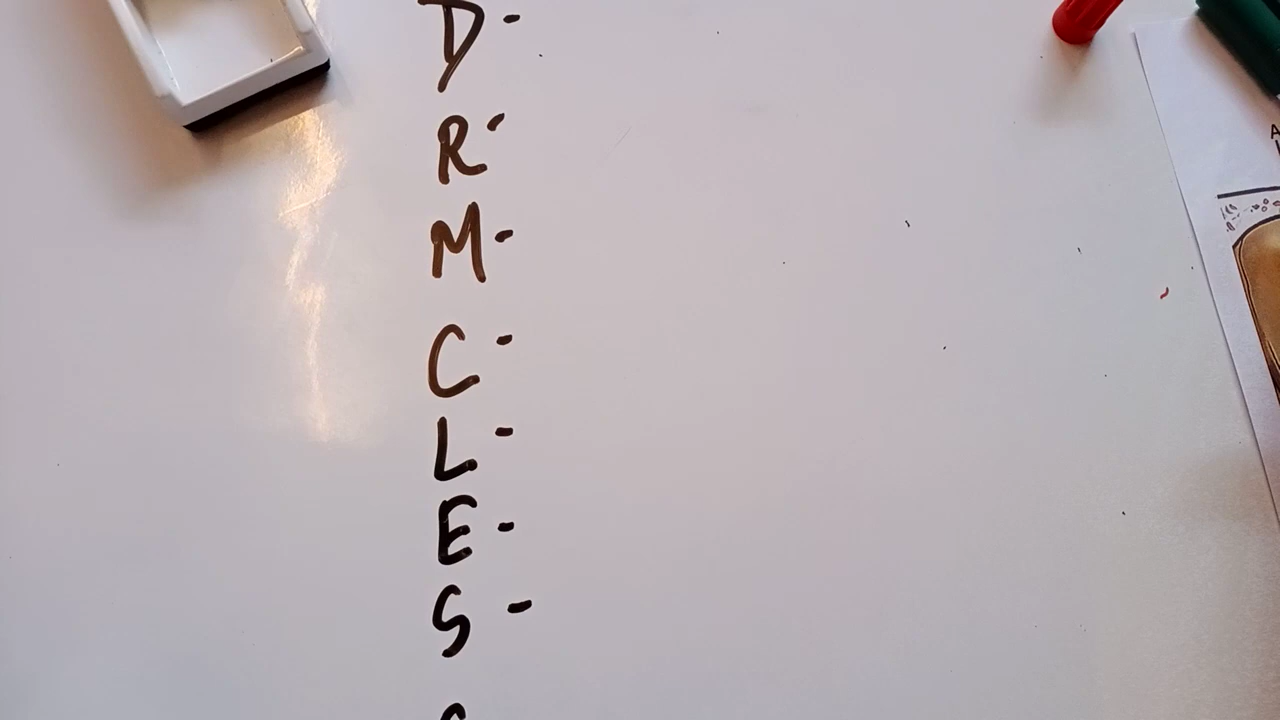 D-
R-
M-
C-
L-
E-
S-